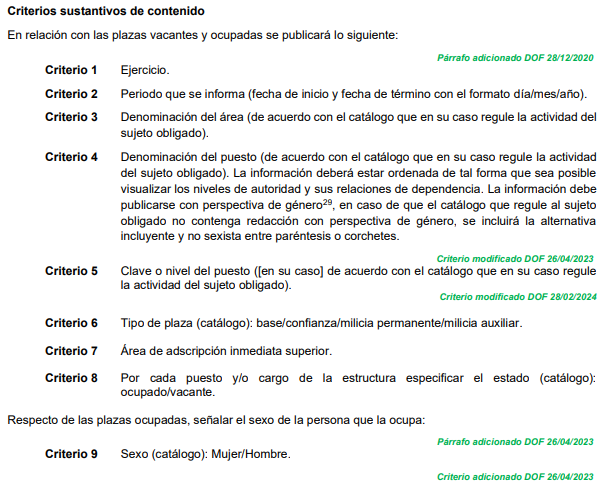 Criterios sustantivos de contenido
En relación con las plazas vacantes y ocupadas se publicará lo siguiente:
Párrafo adicionado DOF 28/12/2020
Criterio 1 Ejercicio.
Criterio 2 Periodo que se informa (fecha de inicio y fecha de término con el formato día/mes/año).
Criterio 3 Denominación del área (de acuerdo con el catálogo que en su caso regule la actividad del
sujeto obligado).
Criterio 4 Denominación del puesto (de acuerdo con el catálogo que en su caso regule la actividad
del sujeto obligado). La información deberá estar ordenada de tal forma que sea posible
visualizar los niveles de autoridad y sus relaciones de dependencia. La información debe
publicarse con perspectiva de género²⁹, en caso de que el catálogo que regule al sujeto
obligado no contenga redacción con perspectiva de género, se incluirá la alternativa
incluyente y no sexista entre paréntesis o corchetes.
Criterio modificado DOF 26/04/2023
Criterio 5 Clave o nivel del puesto ([en su caso] de acuerdo con el catálogo que en su caso regule
la actividad del sujeto obligado).
Criterio modificado DOF 28/02/2024
Criterio 6 Tipo de plaza (catálogo): base/confianza/milicia permanente/milicia auxiliar.
Criterio 7 Área de adscripción inmediata superior.
Criterio 8 Por cada puesto y/o cargo de la estructura especificar el estado (catálogo):
ocupado/vacante.
Respecto de las plazas ocupadas, señalar el sexo de la persona que la ocupa:
Párrafo adicionado DOF 26/04/2023
Criterio 9 Sexo (catálogo): Mujer/Hombre.
Criterio adicionado DOF 26/04/2023